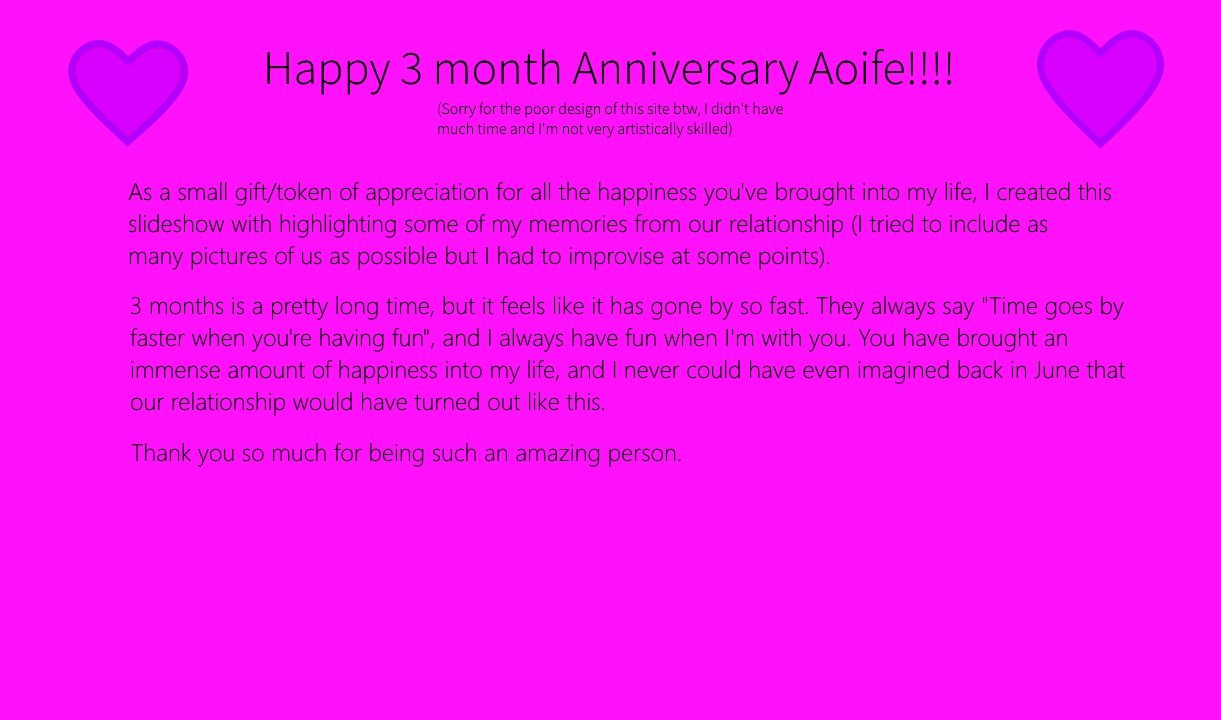 Happy 3 month Anniversary Aoife!!!!
(Sorry for the poor design of this site btw, I didn't have
much time and I'm not very artistically skilled)
As a small gift/token of appreciation for all the happiness you've brought into my life, I created this
slideshow with highlighting some of my memories from our relationship (I tried to include as
many pictures of us as possible but I had to improvise at some points).
3 months is a pretty long time, but it feels like it has gone by so fast. They always say "Time goes by
faster when you're having fun", and I always have fun when I'm with you. You have brought an
immense amount of happiness into my life, and I never could have even imagined back in June that
our relationship would have turned out like this.
Thank you so much for being such an amazing person.